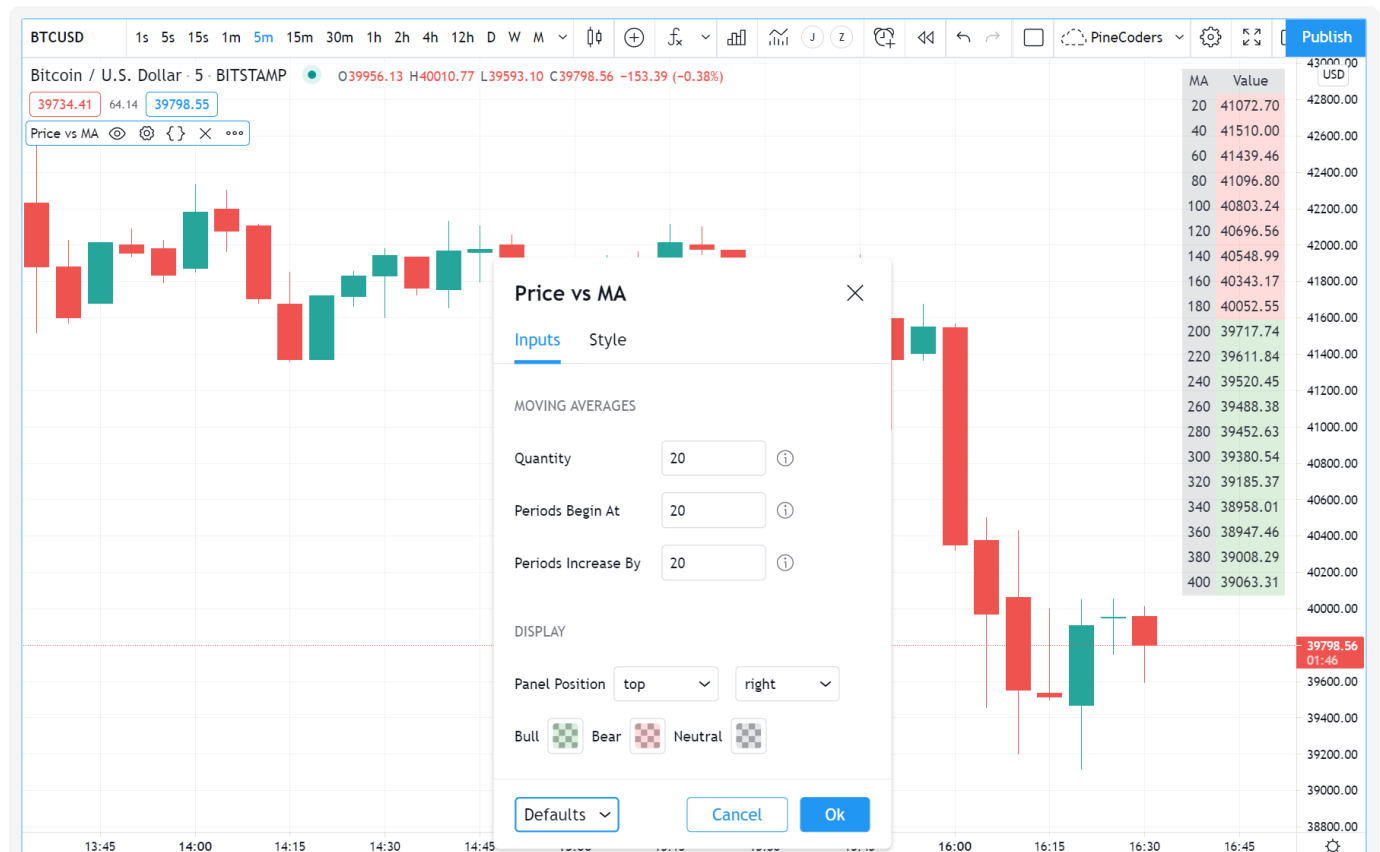 BTCUSD 1s 5s 15s 1m 5m 15m 30m 1h 2h 4h 12h D W M J Z PineCoders Publish
Bitcoin / U.S. Dollar · 5 · BITSTAMP O39956.13 H40010.77 L39593.10 C39798.56 −153.39 (−0.38%)
39734.41 64.14 39798.55
Price vs MA
MA Value
20 41072.70
40 41510.00
60 41439.46
80 41096.80
100 40803.24
120 40696.56
140 40548.99
160 40343.17
180 40052.55
200 39717.74
220 39611.84
240 39520.45
260 39488.38
280 39452.63
300 39380.54
320 39185.37
340 38958.01
360 38947.46
380 39008.29
400 39063.31
43000.00
USD
42800.00
42600.00
42400.00
42200.00
42000.00
41800.00
41600.00
41400.00
41200.00
41000.00
40800.00
40600.00
40400.00
40200.00
40000.00
39798.56
01:46
39600.00
39400.00
39200.00
39000.00
38800.00
Price vs MA
Inputs Style
MOVING AVERAGES
Quantity 20
Periods Begin At 20
Periods Increase By 20
DISPLAY
Panel Position top right
Bull Bear Neutral
Defaults Cancel Ok
13:45 14:00 14:15 14:30 14:45 16:00 16:15 16:30 16:45